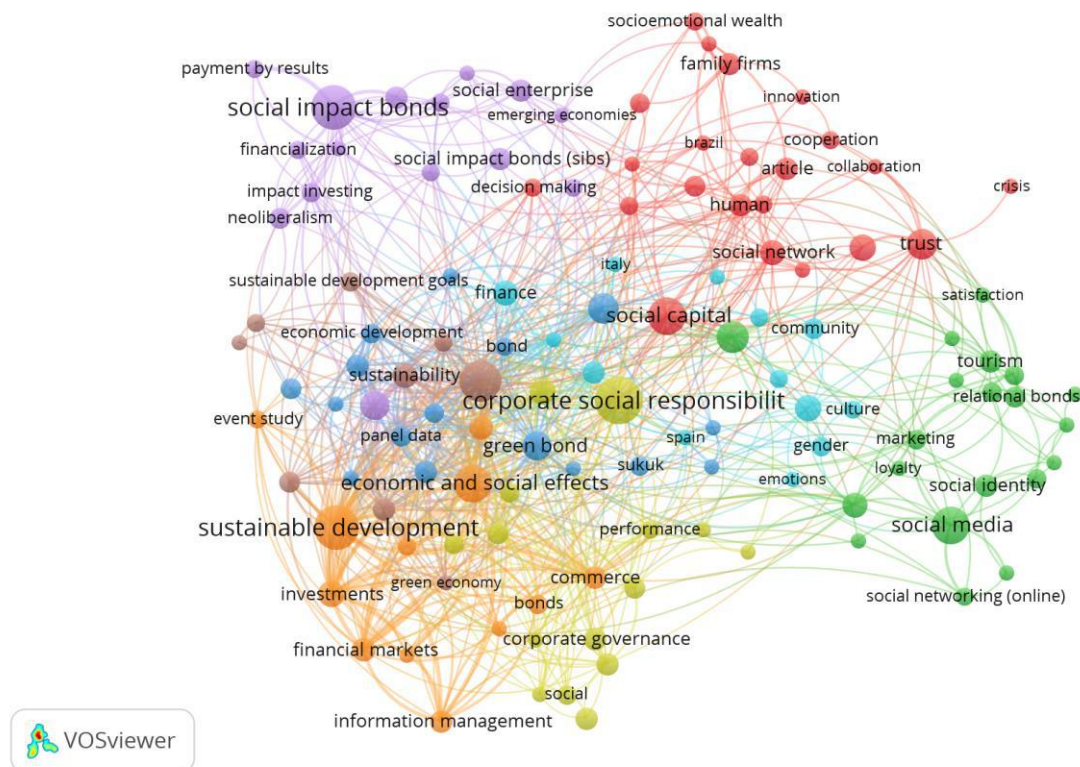 socioemotional wealth
family firms
payment by results
social enterprise
innovation
social impact bonds
emerging economies
cooperation
brazil
financialization
social impact bonds (sibs)
article
collaboration
impact investing
decision making
crisis
neoliberalism
human
trust
social network
italy
sustainable development goals
finance
satisfaction
social capital
economic development
community
bond
tourism
sustainability
relational bonds
corporate social responsibilit
culture
event study
panel data
green bond
spain
gender
marketing
sukuk
loyalty
economic and social effects
emotions
social identity
sustainable development
performance
social media
green economy
commerce
investments
social networking (online)
bonds
corporate governance
financial markets
social
information management
VOSviewer